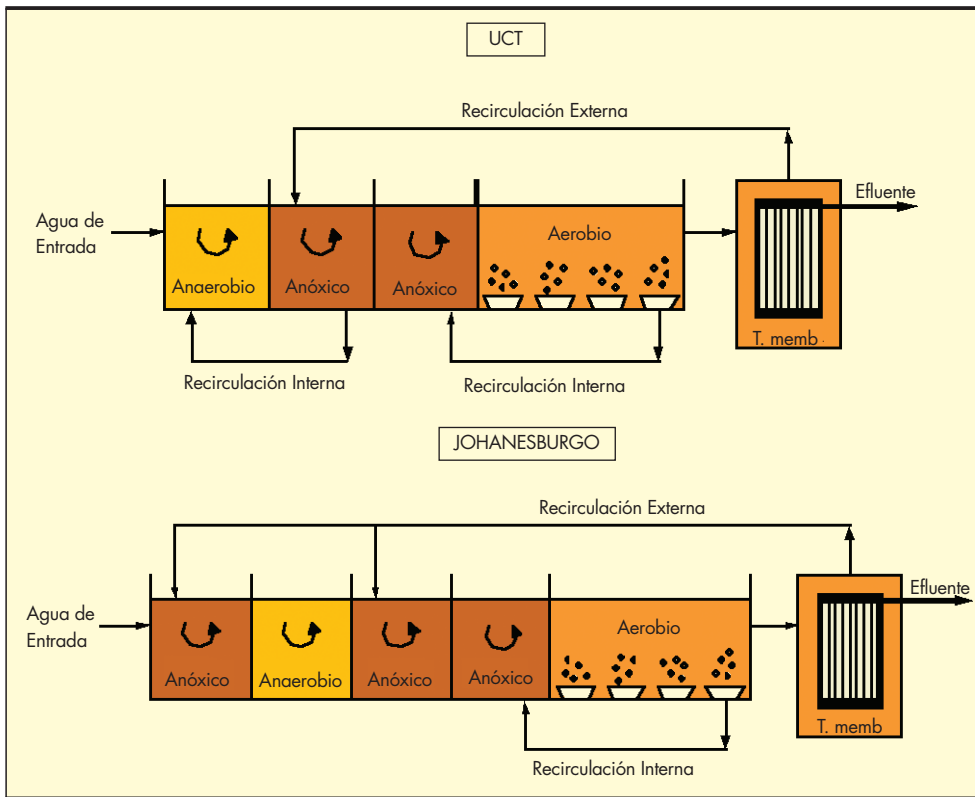 UCT
Recirculación Externa
Agua de
Entrada
Efluente
Aerobio
Anaerobio
Anóxico
Anóxico
T. memb.
Recirculación Interna
Recirculación Interna
JOHANESBURGO
Recirculación Externa
Agua de
Entrada
Efluente
Aerobio
Anóxico
Anaerobio
Anóxico
Anóxico
T. memb
Recirculación Interna